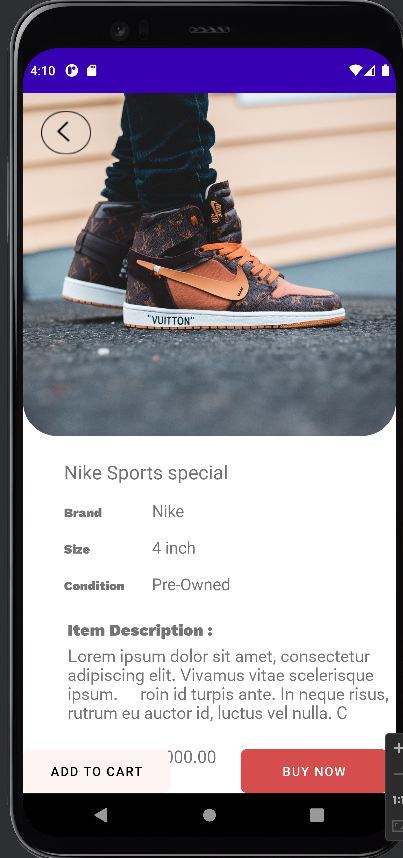 4:10
"VUITTON"
Nike Sports special
Brand Nike
Size 4 inch
Condition Pre-Owned
Item Description :
Lorem ipsum dolor sit amet, consectetur
adipiscing elit. Vivamus vitae scelerisque
ipsum. roin id turpis ante. In neque risus,
rutrum eu auctor id, luctus vel nulla. C
000.00
ADD TO CART
BUY NOW